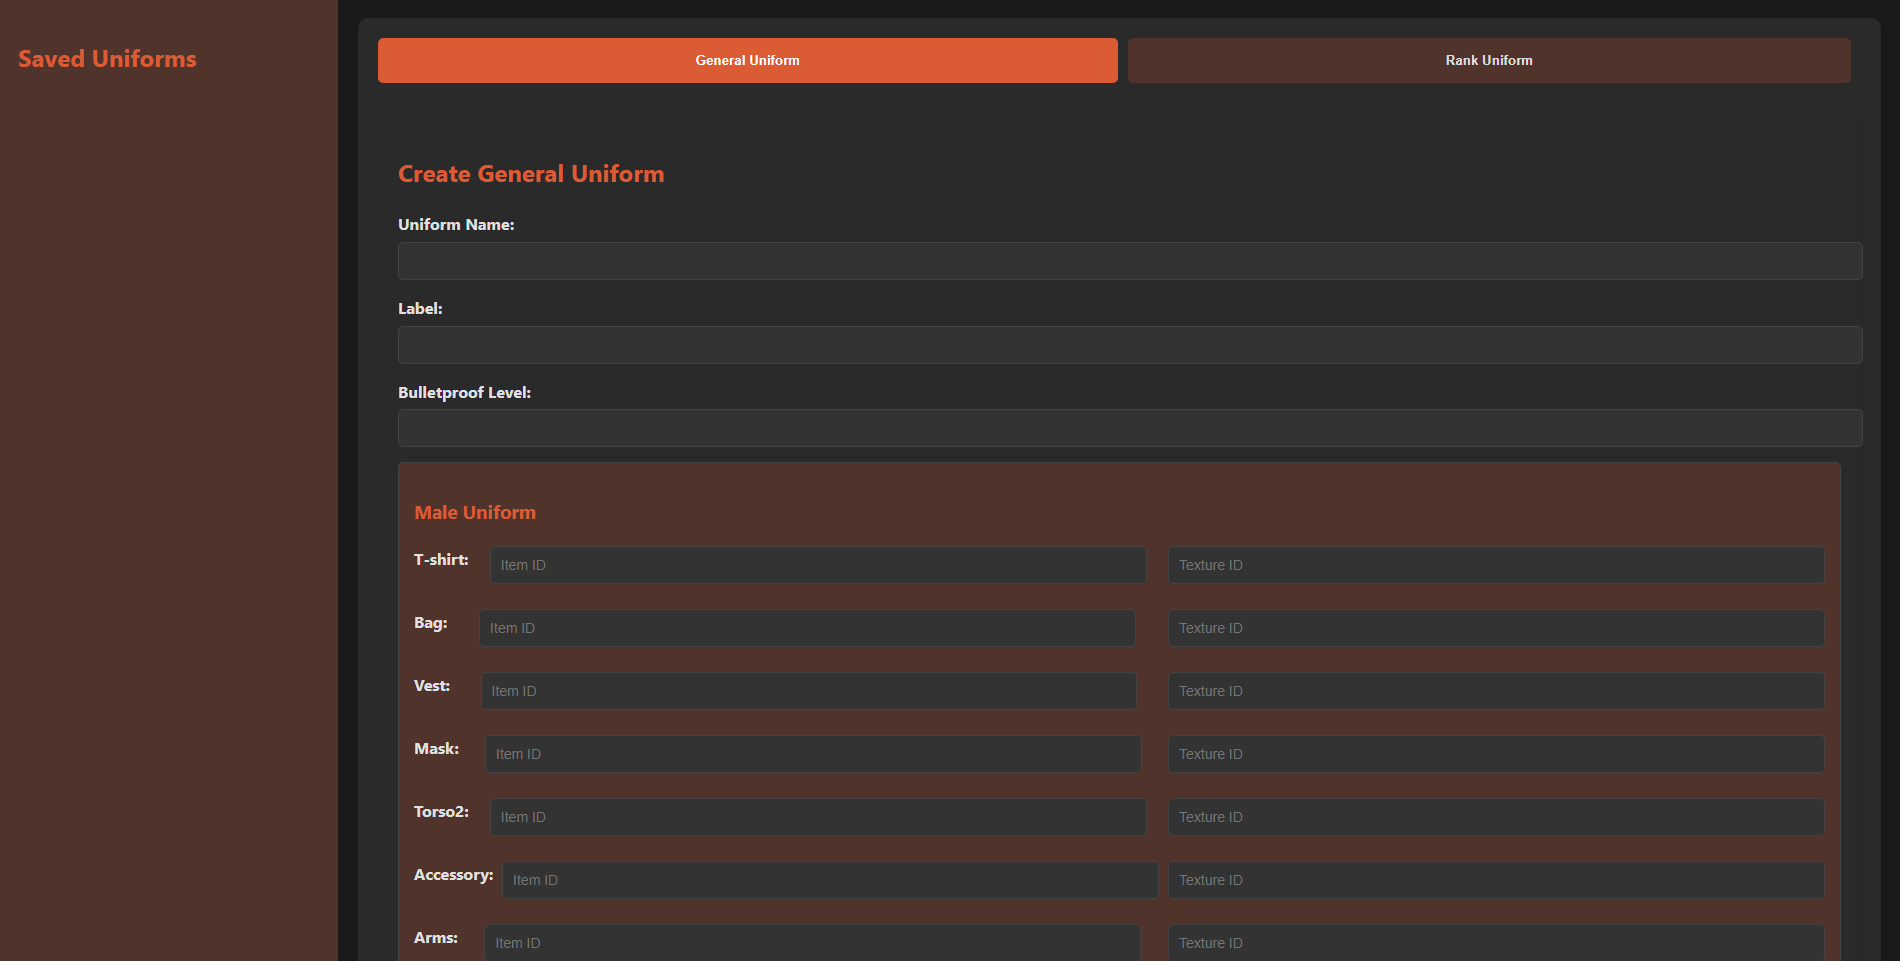 Saved Uniforms
General Uniform
Rank Uniform
Create General Uniform
Uniform Name:
Label:
Bulletproof Level:
Male Uniform
T-shirt: Item ID Texture ID
Bag: Item ID Texture ID
Vest: Item ID Texture ID
Mask: Item ID Texture ID
Torso2: Item ID Texture ID
Accessory: Item ID Texture ID
Arms: Item ID Texture ID